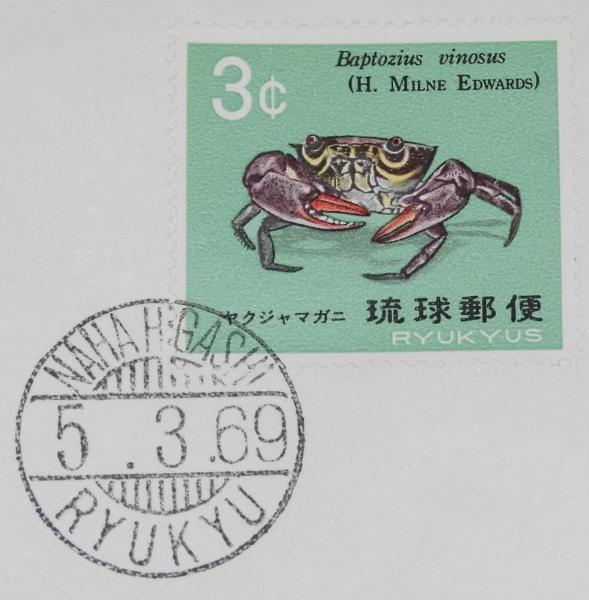 Baptozius vinosus
(H. MILNE EDWARDS)
3¢
ヤクジャマガニ 琉球郵便
RYUKYUS
NAHA HIGASHI
5.3.69
RYUKYU